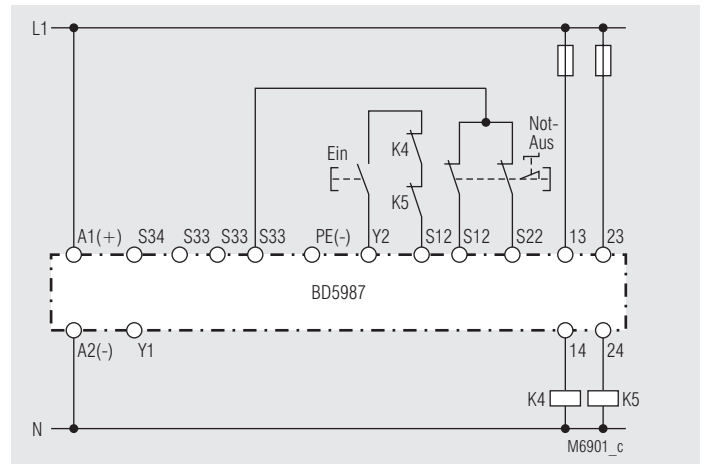 L1
Not-
Aus
Ein
K4
K5
A1(+) S34 S33 S33 S33 PE(-) Y2 S12 S12 S22 13 23
BD5987
A2(-) Y1 14 24
K4 K5
N
M6901_c